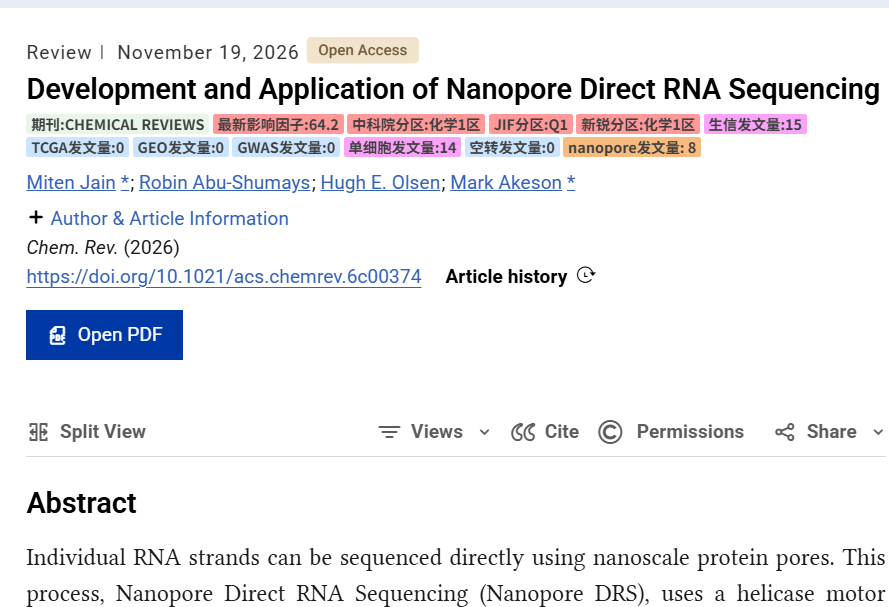 Review | November 19, 2026 Open Access
Development and Application of Nanopore Direct RNA Sequencing
期刊:CHEMICAL REVIEWS 最新影响因子:64.2 中科院分区:化学1区 JIF分区:Q1 新锐分区:化学1区 生信发文量:15
TCGA发文量:0 GEO发文量:0 GWAS发文量:0 单细胞发文量:14 空转发文量:0 nanopore发文量: 8
Miten Jain *; Robin Abu-Shumays; Hugh E. Olsen; Mark Akeson *
+ Author & Article Information
Chem. Rev. (2026)
https://doi.org/10.1021/acs.chemrev.6c00374 Article history
PDF Open PDF
Split View Views Cite © Permissions Share
Abstract
Individual RNA strands can be sequenced directly using nanoscale protein pores. This
process, Nanopore Direct RNA Sequencing (Nanopore DRS), uses a helicase motor